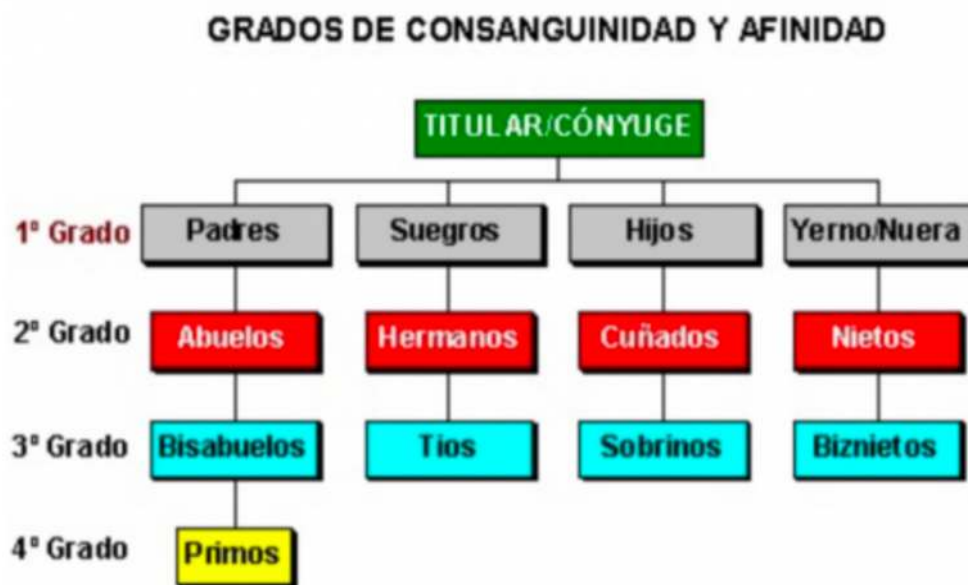 GRADOS DE CONSANGUINIDAD Y AFINIDAD
TITULAR/CÓNYUGE
1º Grado Padres Suegros Hijos Yerno/Nuera
2º Grado Abuelos Hermanos Cuñados Nietos
3º Grado Bisabuelos Tíos Sobrinos Biznietos
4º Grado Primos